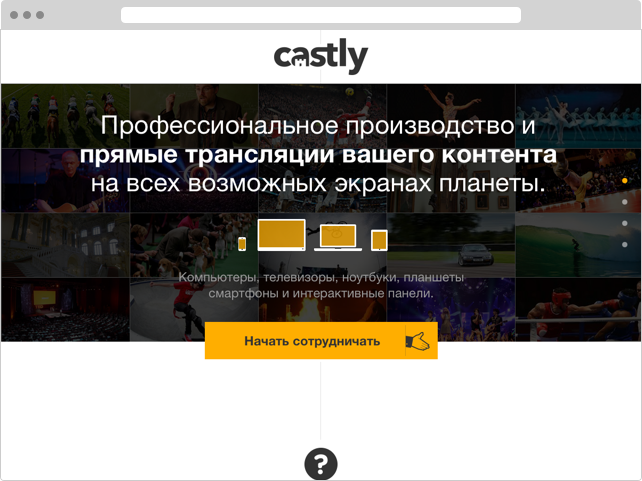 castly
Профессиональное производство и
прямые трансляции вашего контента
на всех возможных экранах планеты.
Компьютеры, телевизоры, ноутбуки, планшеты
смартфоны и интерактивные панели.
Начать сотрудничать
?